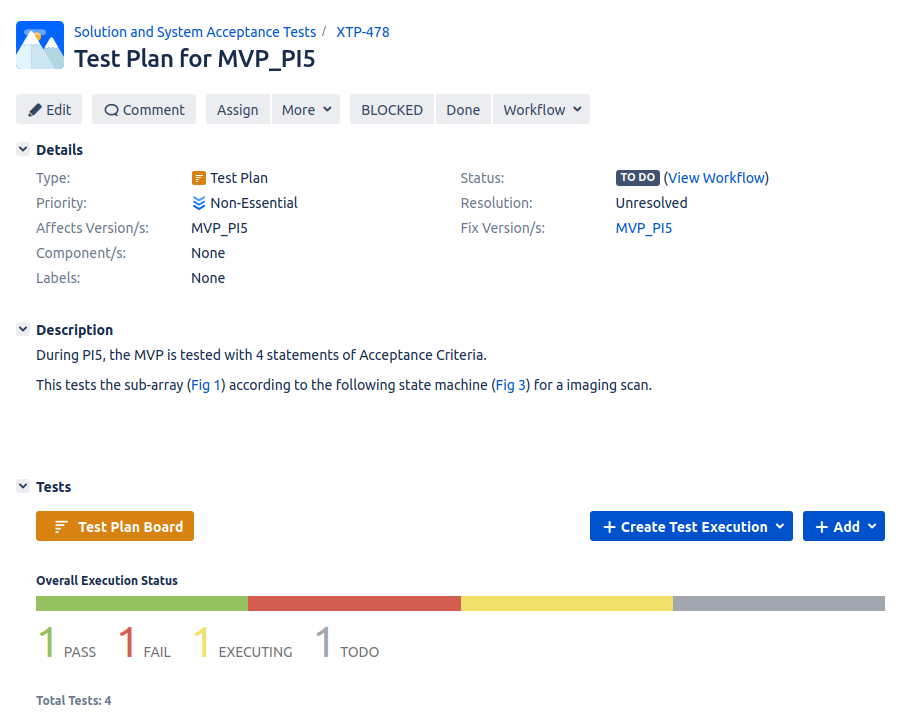 Solution and System Acceptance Tests / XTP-478
Test Plan for MVP_PI5
Edit Comment Assign More BLOCKED Done Workflow
Details
Type: Test Plan Status: TO DO (View Workflow)
Priority: Non-Essential Resolution: Unresolved
Affects Version/s: MVP_PI5 Fix Version/s: MVP_PI5
Component/s: None
Labels: None
Description
During PI5, the MVP is tested with 4 statements of Acceptance Criteria.
This tests the sub-array (Fig 1) according to the following state machine (Fig 3) for a imaging scan.
Tests
Test Plan Board + Create Test Execution + Add
Overall Execution Status
1 PASS 1 FAIL 1 EXECUTING 1 TODO
Total Tests: 4